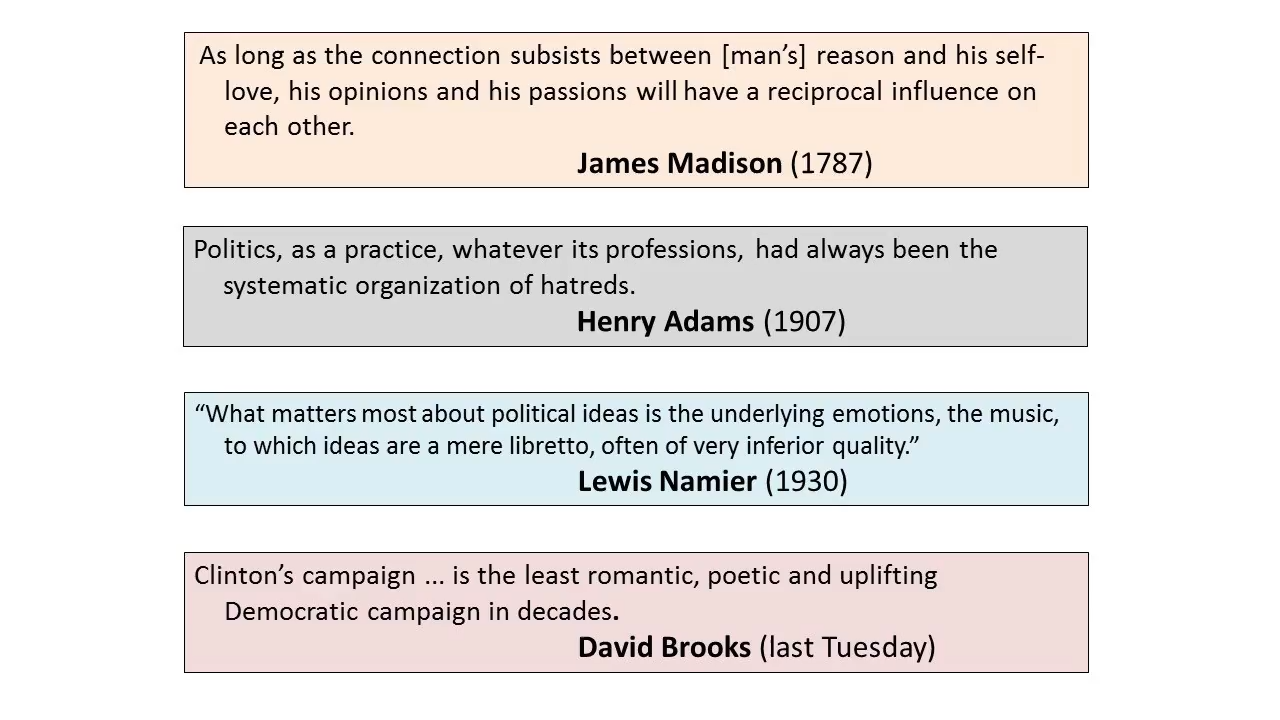 As long as the connection subsists between [man’s] reason and his self-
love, his opinions and his passions will have a reciprocal influence on
each other.
James Madison (1787)
Politics, as a practice, whatever its professions, had always been the
systematic organization of hatreds.
Henry Adams (1907)
“What matters most about political ideas is the underlying emotions, the music,
to which ideas are a mere libretto, often of very inferior quality.”
Lewis Namier (1930)
Clinton’s campaign ... is the least romantic, poetic and uplifting
Democratic campaign in decades.
David Brooks (last Tuesday)